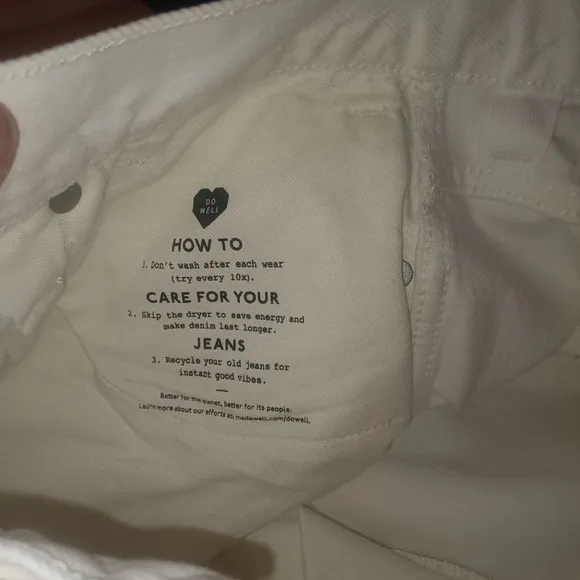 DO
WELL
HOW TO
1. Don't wash after each wear
(try every 10x).
CARE FOR YOUR
2. Skip the dryer to save energy and
make denim last longer.
JEANS
3. Recycle your old jeans for
instant good vibes.
—
Better for the planet, better for its people.
Learn more about our efforts at madewell.com/dowell.